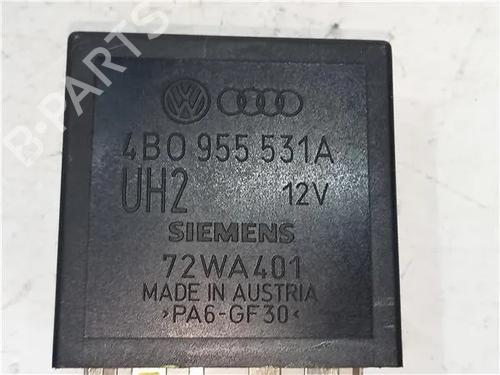 B-PARTS
4B0 955 531A
UH2 12V
SIEMENS
72WA401
MADE IN AUSTRIA
>PA6-GF30<